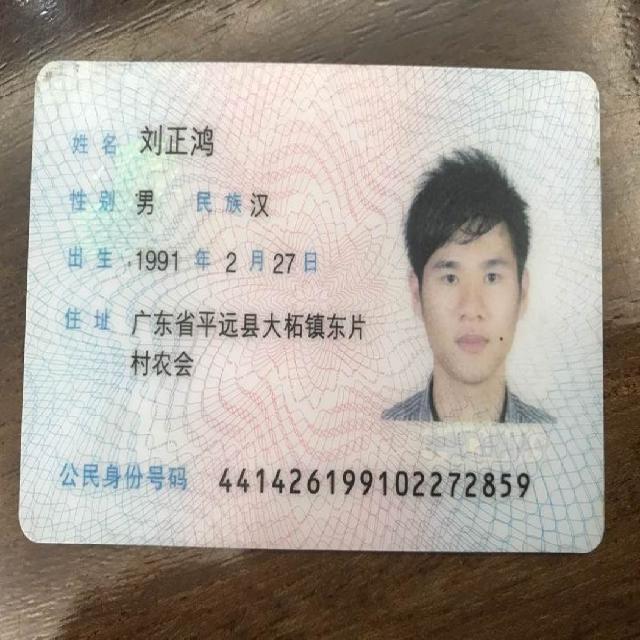 姓名 刘正鸿
性别 男 民族 汉
出生 1991 年 2 月 27 日
住址 广东省平远县大柘镇东片
村农会
公民身份号码 441426199102272859